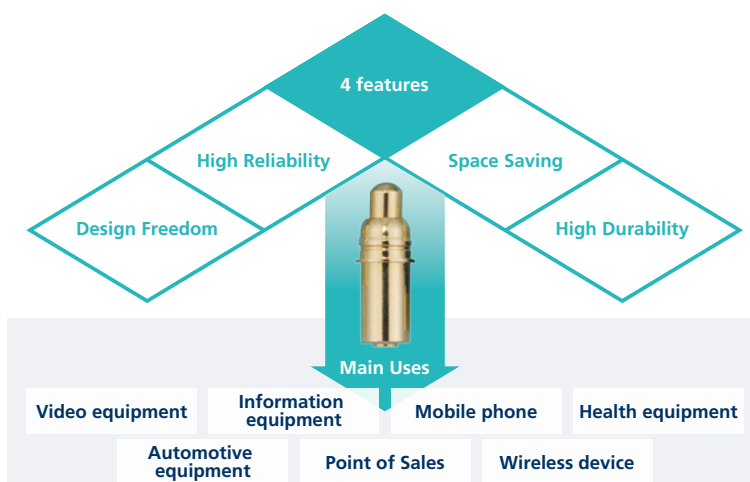 4 features
High Reliability
Space Saving
Design Freedom
High Durability
Main Uses
Video equipment
Information
equipment
Mobile phone
Health equipment
Automotive
equipment
Point of Sales
Wireless device